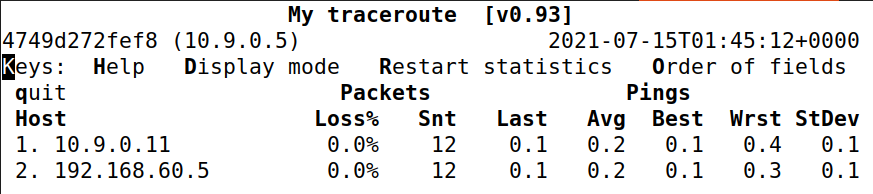 My traceroute  [v0.93]
4749d272fef8 (10.9.0.5)                   2021-07-15T01:45:12+0000
Keys:  Help   Display mode   Restart statistics   Order of fields
 quit                     Packets               Pings
 Host                   Loss%   Snt   Last   Avg  Best  Wrst StDev
 1. 10.9.0.11            0.0%    12    0.1   0.2   0.1   0.4   0.1
 2. 192.168.60.5         0.0%    12    0.1   0.2   0.1   0.3   0.1